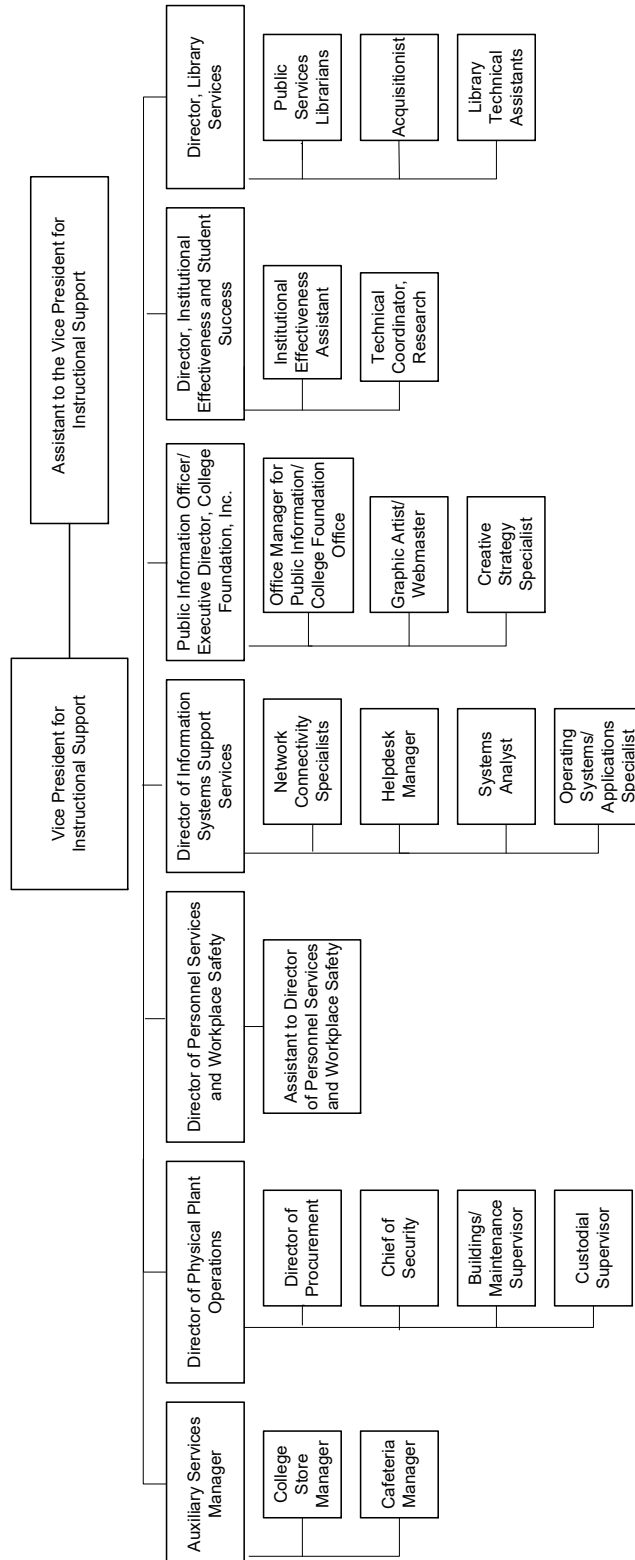 Vice President for
Instructional Support
Assistant to the Vice President for
Instructional Support
Auxiliary Services
Manager
College
Store
Manager
Cafeteria
Manager
Director of Physical Plant
Operations
Director of
Procurement
Chief of
Security
Buildings/
Maintenance
Supervisor
Custodial
Supervisor
Director of Personnel Services
and Workplace Safety
Assistant to Director
of Personnel Services
and Workplace Safety
Director of Information
Systems Support
Services
Network
Connectivity
Specialists
Helpdesk
Manager
Systems
Analyst
Operating
Systems/
Applications
Specialist
Public Information Officer/
Executive Director, College
Foundation, Inc.
Office Manager for
Public Information/
College Foundation
Office
Graphic Artist/
Webmaster
Creative
Strategy
Specialist
Director, Institutional
Effectiveness and Student
Success
Institutional
Effectiveness
Assistant
Technical
Coordinator,
Research
Director, Library
Services
Public
Services
Librarians
Acquisitionist
Library
Technical
Assistants